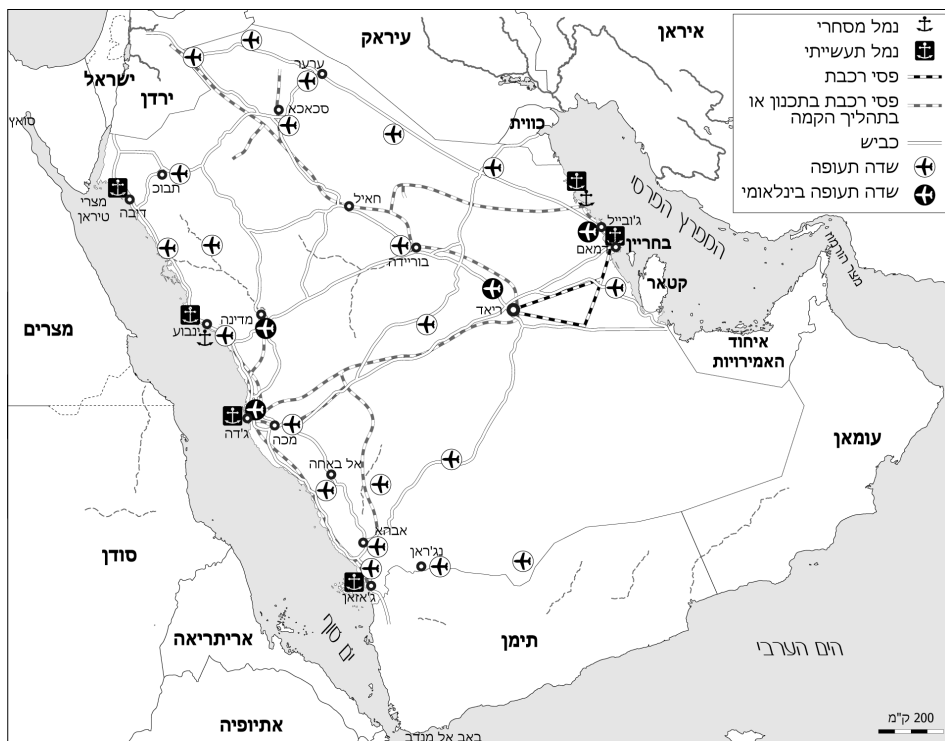 נמל מסחרי
נמל תעשייתי
פסי רכבת
פסי רכבת בתכנון או
בתהליך הקמה
כביש
שדה תעופה
שדה תעופה בינלאומי
איראן
עיראק
ישראל
ירדן
ערער
סכאכא
כווית
סואץ
תבוכ
מצרי
טיראן
דיבה
חאיל
בוריידה
ג'ובייל
דמאם
בחריין
המפרץ הפרסי
מצר הורמוז
קטאר
ריאד
מדינה
ינבוע
מצרים
איחוד
האמירויות
ג'דה
מכה
עומאן
אל באחה
אבהא
נג'ראן
ג'אזאן
סודן
ים סוף
אריתריאה
תימן
הים הערבי
אתיופיה
באב אל מנדב
200 ק"מ